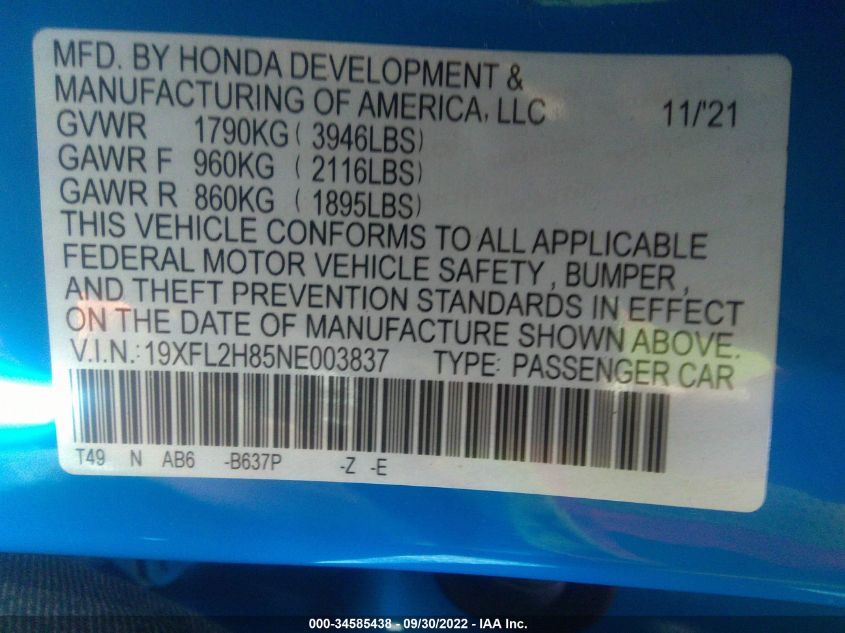 MFD. BY HONDA DEVELOPMENT &
MANUFACTURING OF AMERICA, LLC 11/'21
GVWR 1790KG ( 3946LBS)
GAWR F 960KG ( 2116LBS)
GAWR R 860KG ( 1895LBS)
THIS VEHICLE CONFORMS TO ALL APPLICABLE
FEDERAL MOTOR VEHICLE SAFETY , BUMPER ,
AND THEFT PREVENTION STANDARDS IN EFFECT
ON THE DATE OF MANUFACTURE SHOWN ABOVE.
V.I.N.: 19XFL2H85NE003837 TYPE: PASSENGER CAR
T49 N AB6 -B637P -Z -E
000-34585438 - 09/30/2022 - IAA Inc.